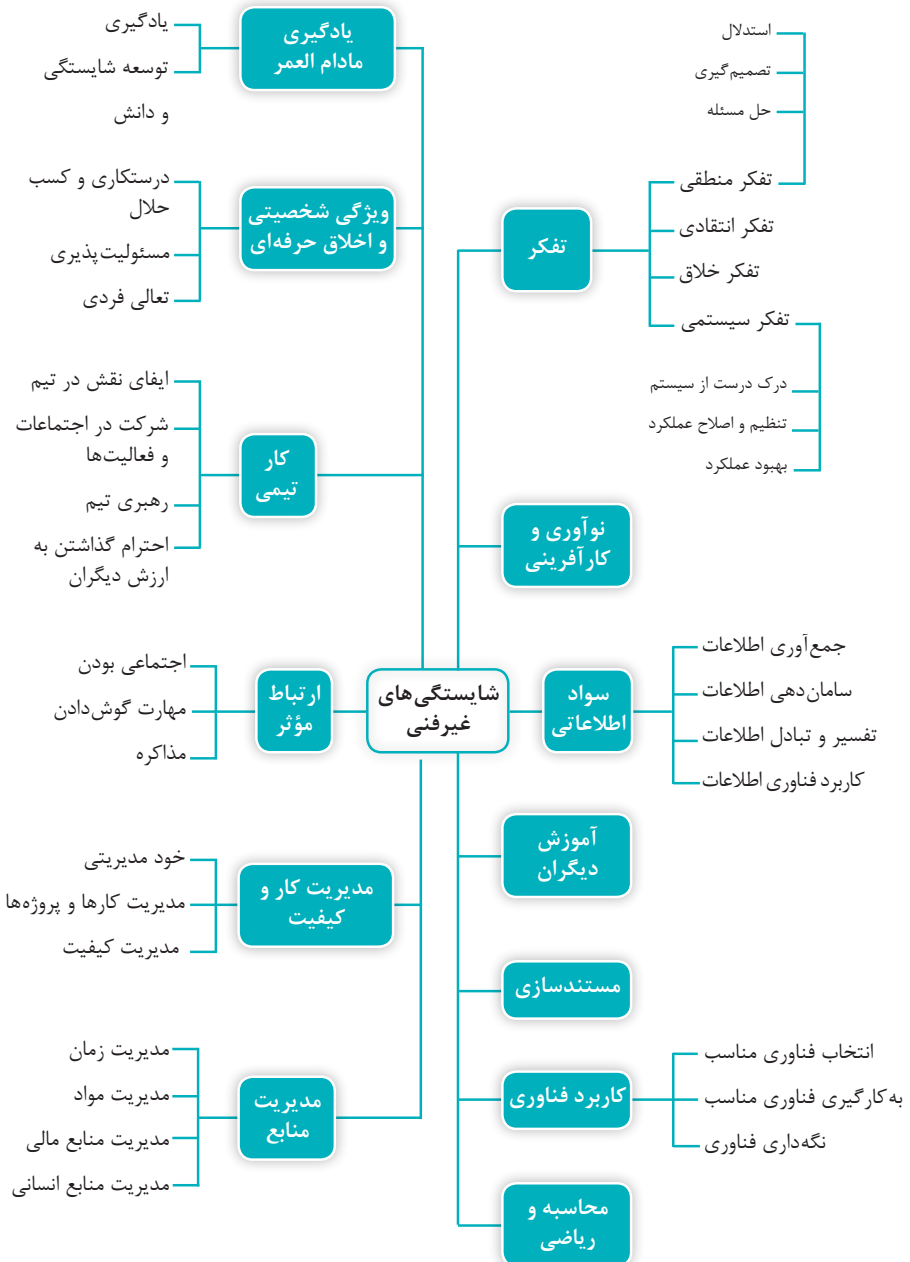 شایستگی‌های
غیرفنی
تفکر
استدلال
تصمیم‌گیری
حل مسئله
تفکر منطقی
تفکر انتقادی
تفکر خلاق
تفکر سیستمی
درک درست از سیستم
تنظیم و اصلاح عملکرد
بهبود عملکرد
نوآوری و
کارآفرینی
سواد
اطلاعاتی
جمع‌آوری اطلاعات
سامان‌دهی اطلاعات
تفسیر و تبادل اطلاعات
کاربرد فناوری اطلاعات
آموزش
دیگران
مستندسازی
کاربرد فناوری
انتخاب فناوری مناسب
به‌کارگیری فناوری مناسب
نگه‌داری فناوری
محاسبه و
ریاضی
یادگیری
مادام العمر
یادگیری
توسعه شایستگی
و دانش
ویژگی شخصیتی
و اخلاق حرفه‌ای
درستکاری و کسب
حلال
مسئولیت‌پذیری
تعالی فردی
کار
تیمی
ایفای نقش در تیم
شرکت در اجتماعات
و فعالیت‌ها
رهبری تیم
احترام گذاشتن به
ارزش دیگران
ارتباط
مؤثر
اجتماعی بودن
مهارت گوش‌دادن
مذاکره
مدیریت کار و
کیفیت
خود مدیریتی
مدیریت کارها و پروژه‌ها
مدیریت کیفیت
مدیریت
منابع
مدیریت زمان
مدیریت مواد
مدیریت منابع مالی
مدیریت منابع انسانی